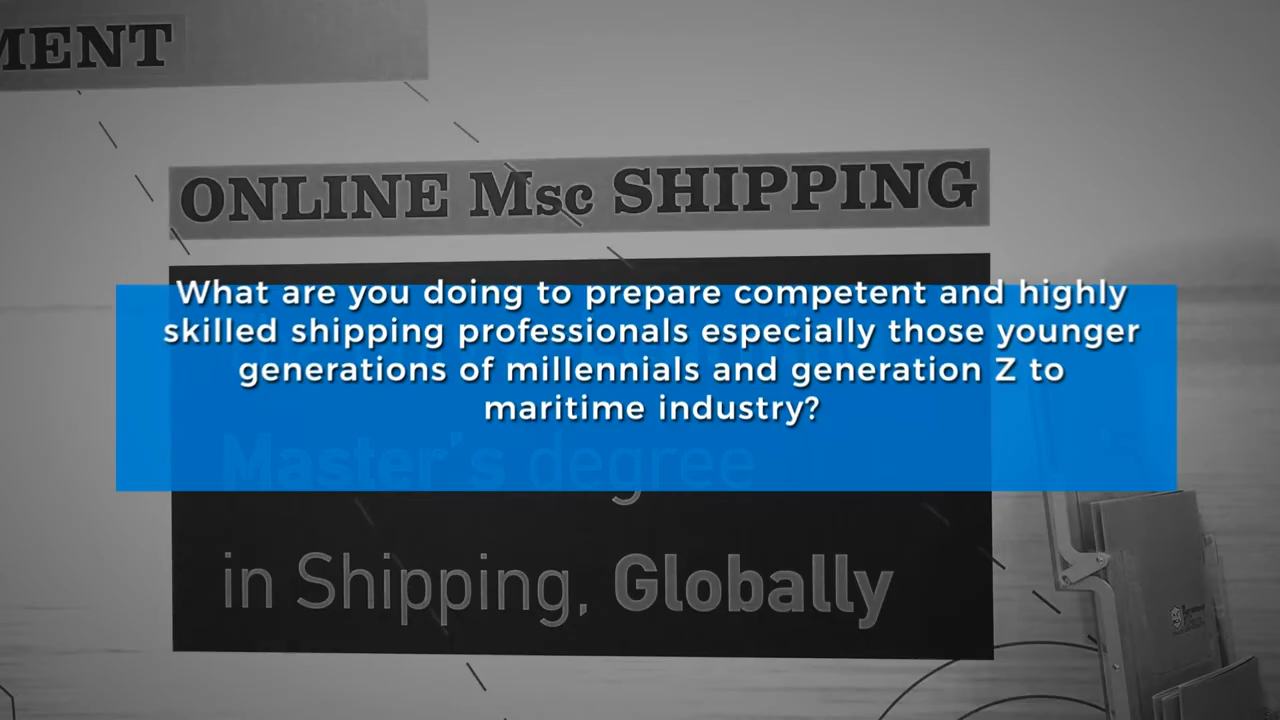 MENT
ONLINE Msc SHIPPING
What are you doing to prepare competent and highly
skilled shipping professionals especially those younger
generations of millennials and generation Z to
maritime industry?
Master's degree
in Shipping, Globally